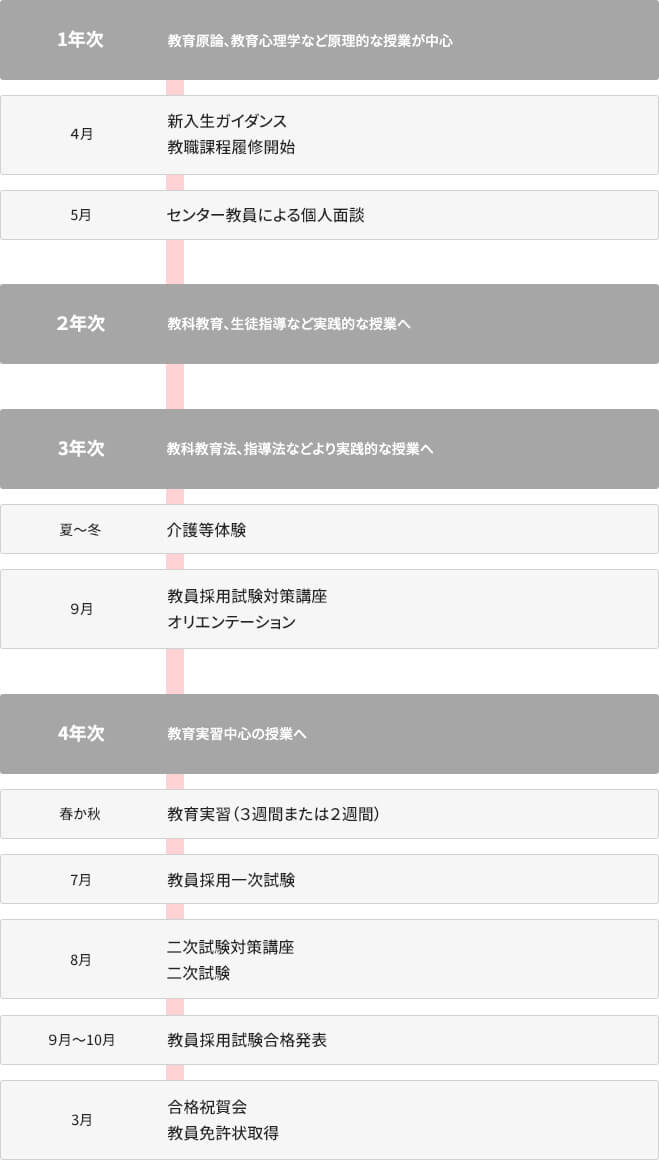 1年次
教育原論、教育心理学など原理的な授業が中心
4月
新入生ガイダンス
教職課程履修開始
5月
センター教員による個人面談
２年次
教科教育、生徒指導など実践的な授業へ
3年次
教科教育法、指導法などより実践的な授業へ
夏〜冬
介護等体験
９月
教員採用試験対策講座
オリエンテーション
4年次
教育実習中心の授業へ
春か秋
教育実習（３週間または２週間）
7月
教員採用一次試験
8月
二次試験対策講座
二次試験
９月〜10月
教員採用試験合格発表
3月
合格祝賀会
教員免許状取得